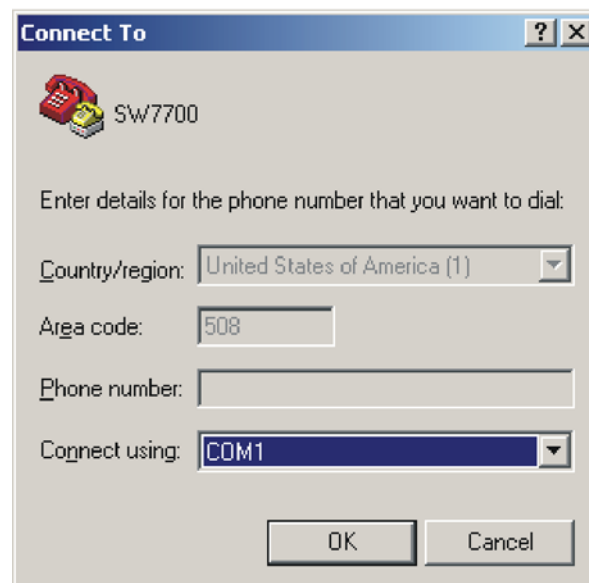 Connect To
SW7700
Enter details for the phone number that you want to dial:
Country/region: United States of America (1)
Area code: 508
Phone number:
Connect using: COM1
OK Cancel